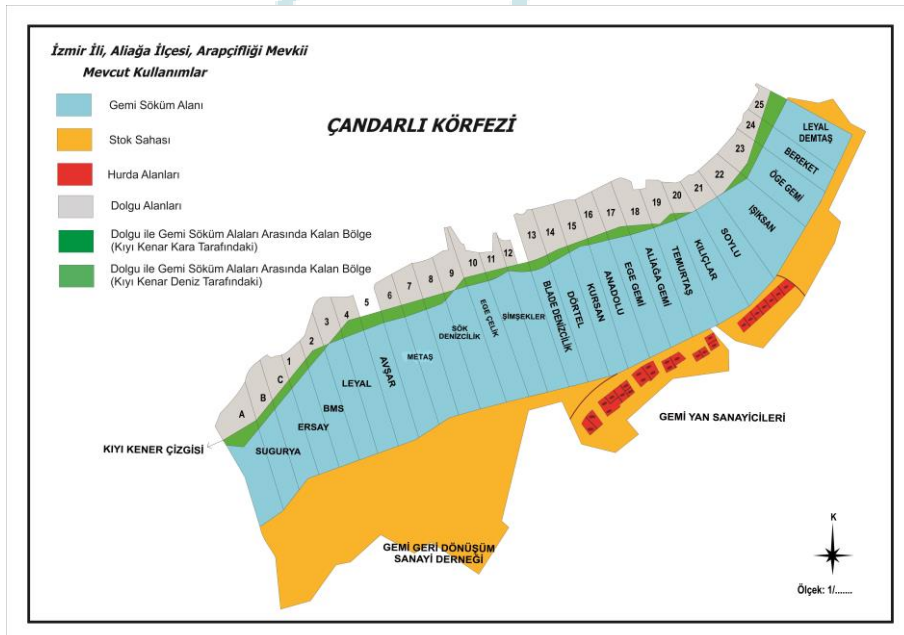 İzmir İli, Aliağa İlçesi, Arapçifliği Mevkii
Mevcut Kullanımlar
Gemi Söküm Alanı
Stok Sahası
Hurda Alanları
Dolgu Alanları
Dolgu ile Gemi Söküm Alaları Arasında Kalan Bölge
(Kıyı Kenar Kara Tarafındaki)
Dolgu ile Gemi Söküm Alaları Arasında Kalan Bölge
(Kıyı Kenar Deniz Tarafındaki)
ÇANDARLI KÖRFEZİ
A
B
C
1
2
3
4
5
6
7
8
9
10
11
12
13
14
15
16
17
18
19
20
21
22
23
24
25
SUGURYA
ERSAY
BMS
LEYAL
AVŞAR
METAŞ
SÖK
DENİZCİLİK
EGE ÇELİK
ŞİMŞEKLER
BLADE DENİZCİLİK
DÖRTEL
KURSAN
ANADOLU
EGE GEMİ
ALİAĞA GEMİ
TEMURTAŞ
KILIÇLAR
SOYLU
IŞIKSAN
ÖGE GEMİ
BEREKET
LEYAL
DEMTAŞ
KIYI KENER ÇİZGİSİ
GEMİ YAN SANAYİCİLERİ
GEMİ GERİ DÖNÜŞÜM
SANAYİ DERNEĞİ
K
Ölçek: 1/.......